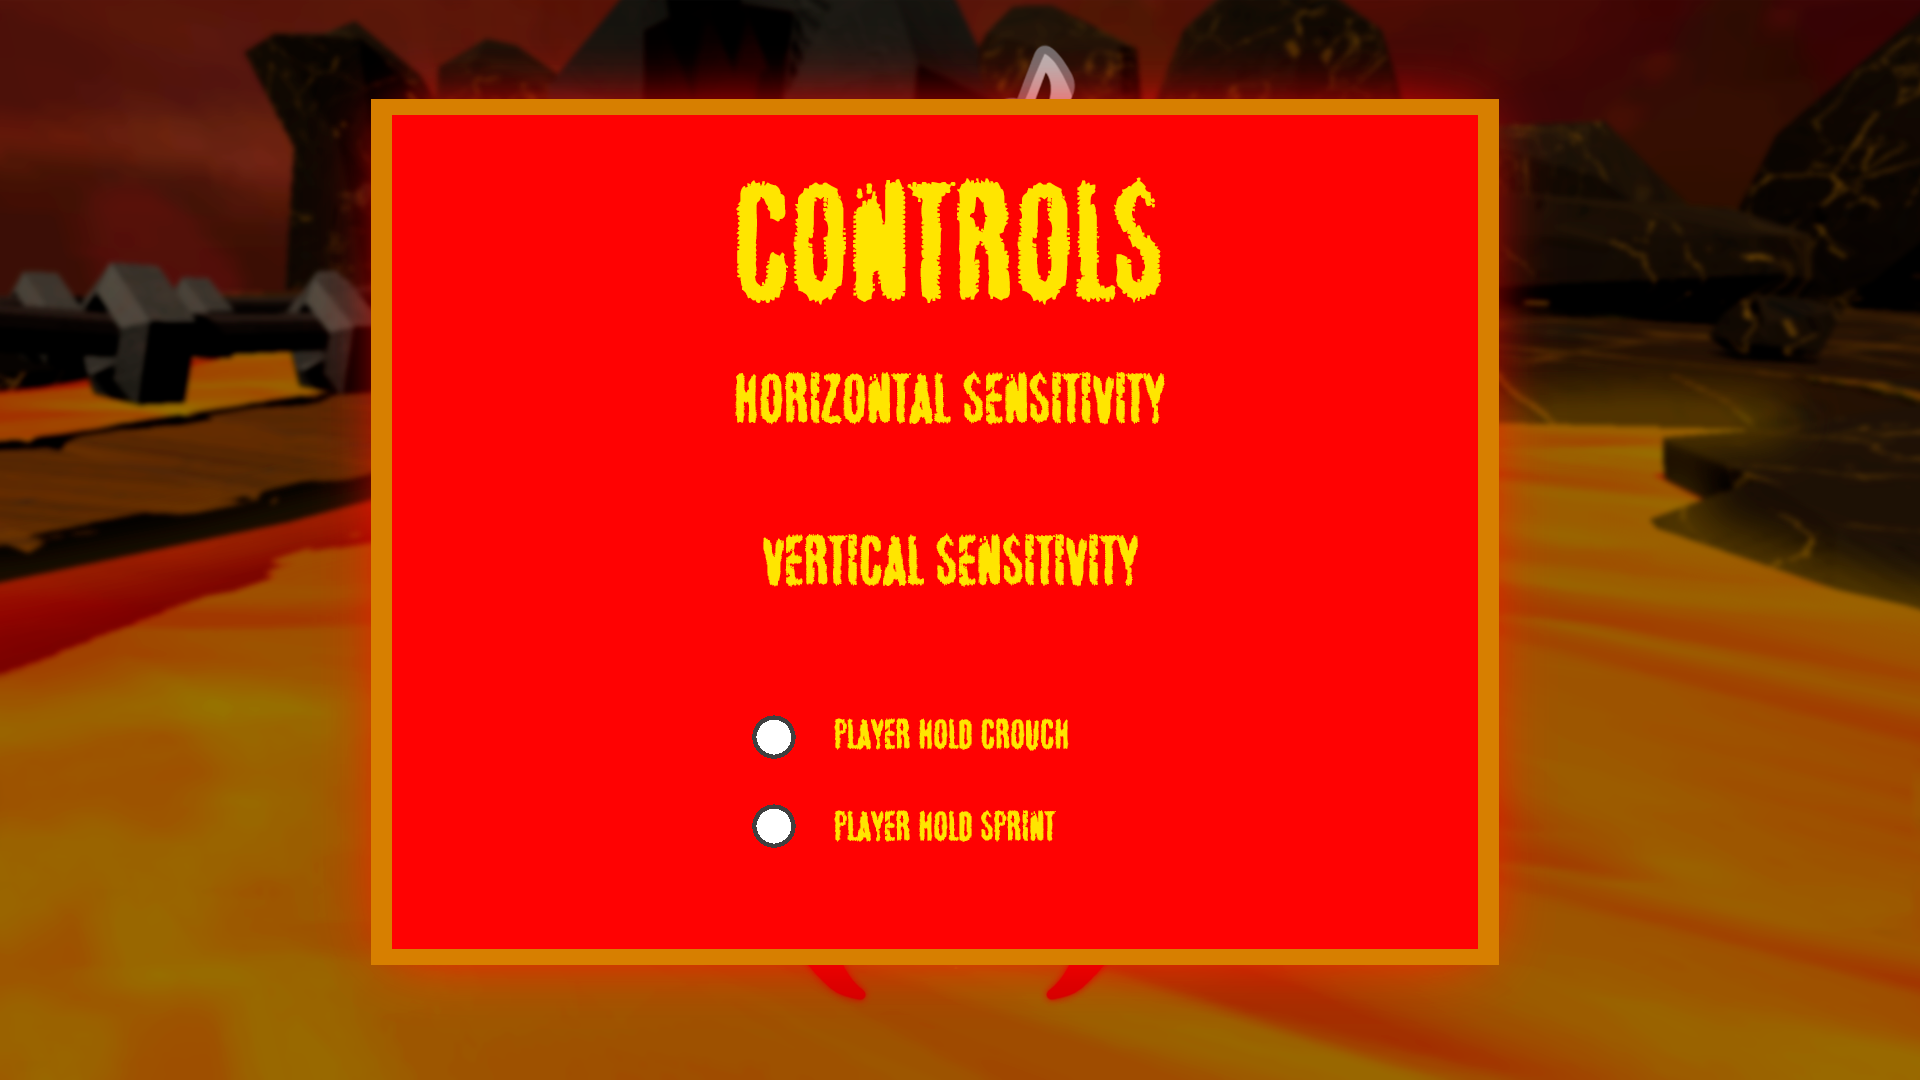 CONTROLS
HORIZONTAL SENSITIVITY
VERTICAL SENSITIVITY
PLAYER HOLD CROUCH
PLAYER HOLD SPRINT